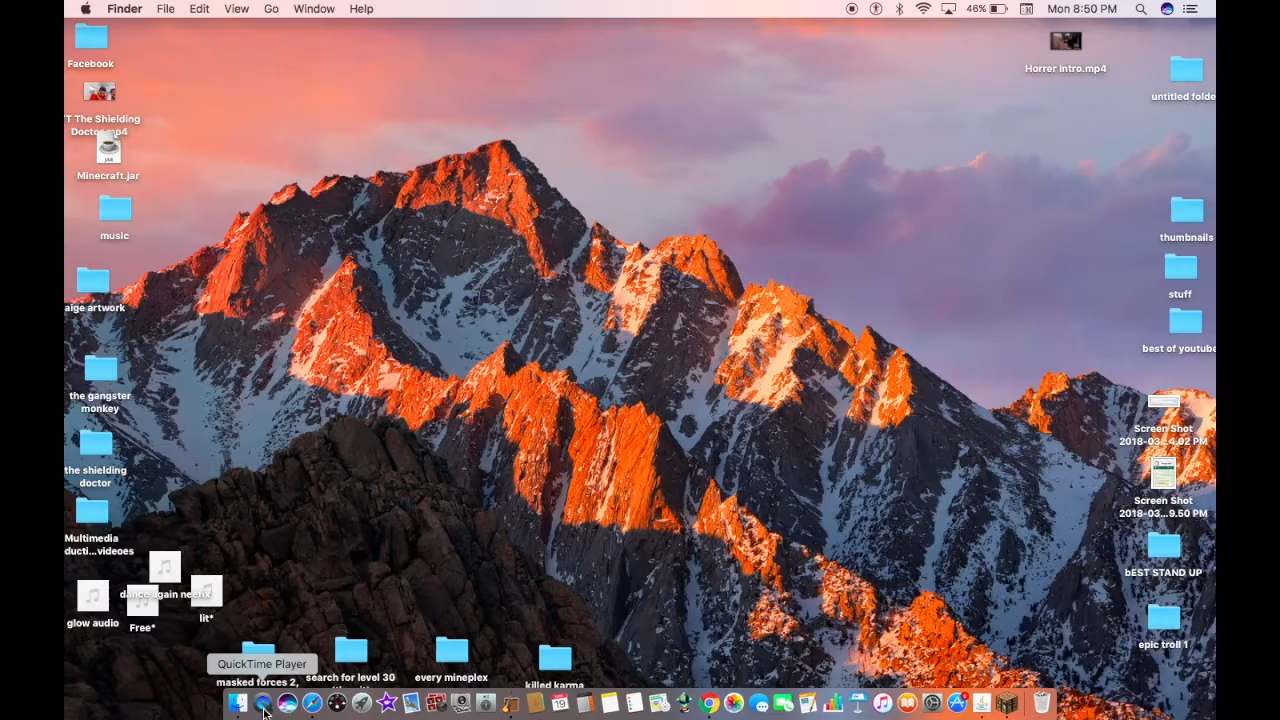 Finder File Edit View Go Window Help 46% Mon 8:50 PM
Facebook
T The Shielding
Doctor.mp4
JAR
Minecraft.jar
music
aige artwork
the gangster
monkey
the shielding
doctor
Multimedia
ducti...videoes
dance again neerix
glow audio
Free*
lit*
QuickTime Player
masked forces 2,
search for level 30
every mineplex
killed karma
Horrer intro.mp4
untitled folde
thumbnails
stuff
best of youtube
Screen Shot
2018-03...4.02 PM
Screen Shot
2018-03...9.50 PM
bEST STAND UP
epic troll 1
19